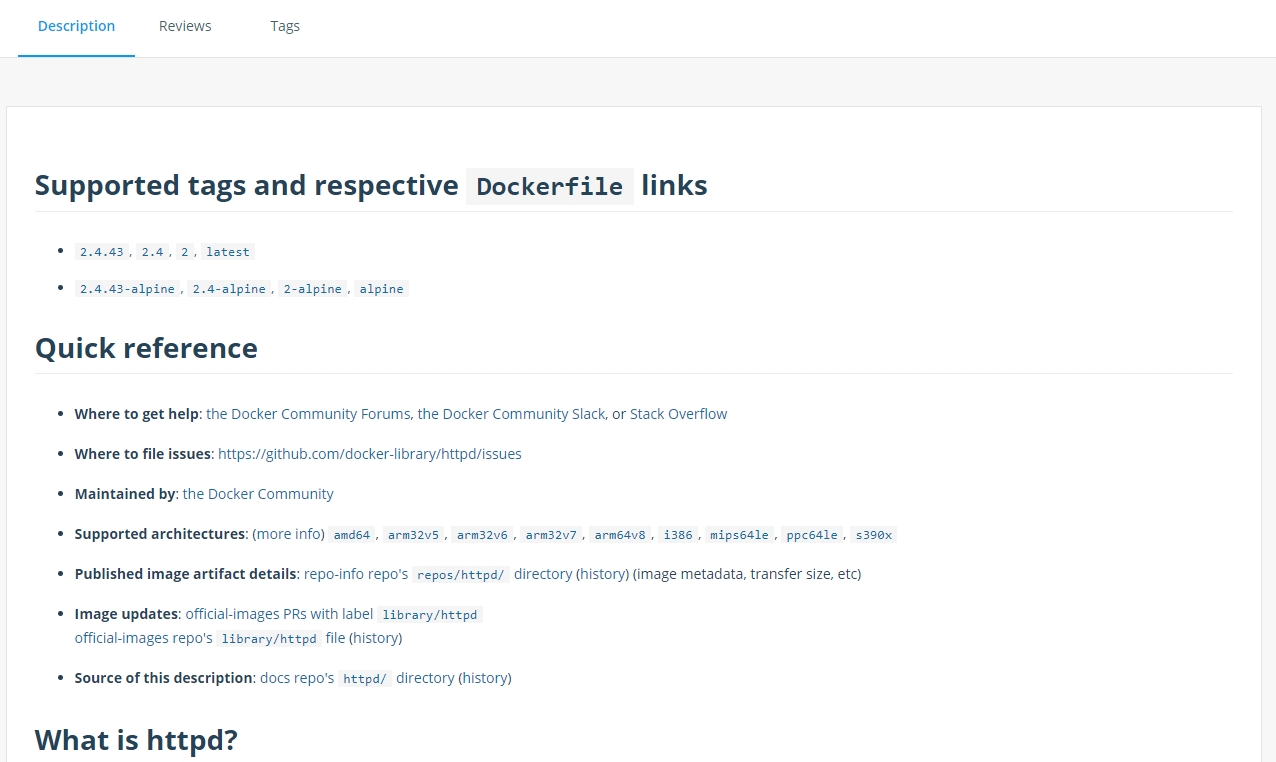 Description Reviews Tags
Supported tags and respective Dockerfile links
2.4.43, 2.4, 2, latest
2.4.43-alpine, 2.4-alpine, 2-alpine, alpine
Quick reference
Where to get help: the Docker Community Forums, the Docker Community Slack, or Stack Overflow
Where to file issues: https://github.com/docker-library/httpd/issues
Maintained by: the Docker Community
Supported architectures: (more info) amd64, arm32v5, arm32v6, arm32v7, arm64v8, i386, mips64le, ppc64le, s390x
Published image artifact details: repo-info repo's repos/httpd/ directory (history) (image metadata, transfer size, etc)
Image updates: official-images PRs with label library/httpd
official-images repo's library/httpd file (history)
Source of this description: docs repo's httpd/ directory (history)
What is httpd?